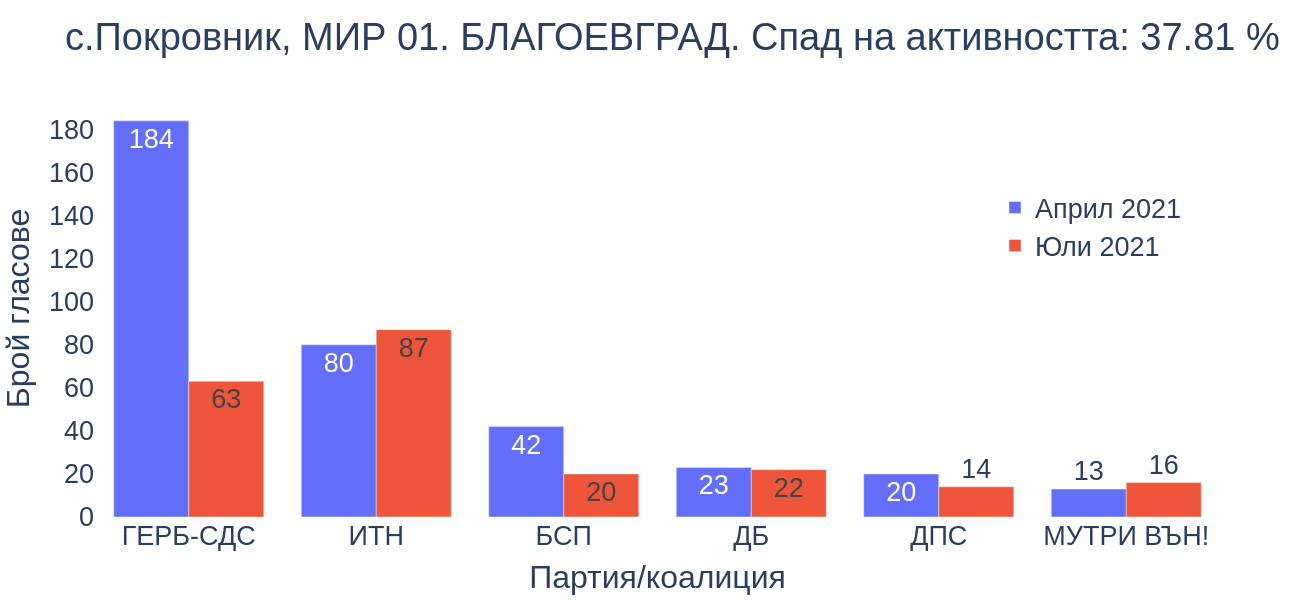 с.Покровник, МИР 01. БЛАГОЕВГРАД. Спад на активността: 37.81 %
Брой гласове
180
160
140
120
100
80
60
40
20
0
184
63
80
87
42
20
23
22
20
14
13
16
Април 2021
Юли 2021
ГЕРБ-СДС
ИТН
БСП
ДБ
ДПС
МУТРИ ВЪН!
Партия/коалиция